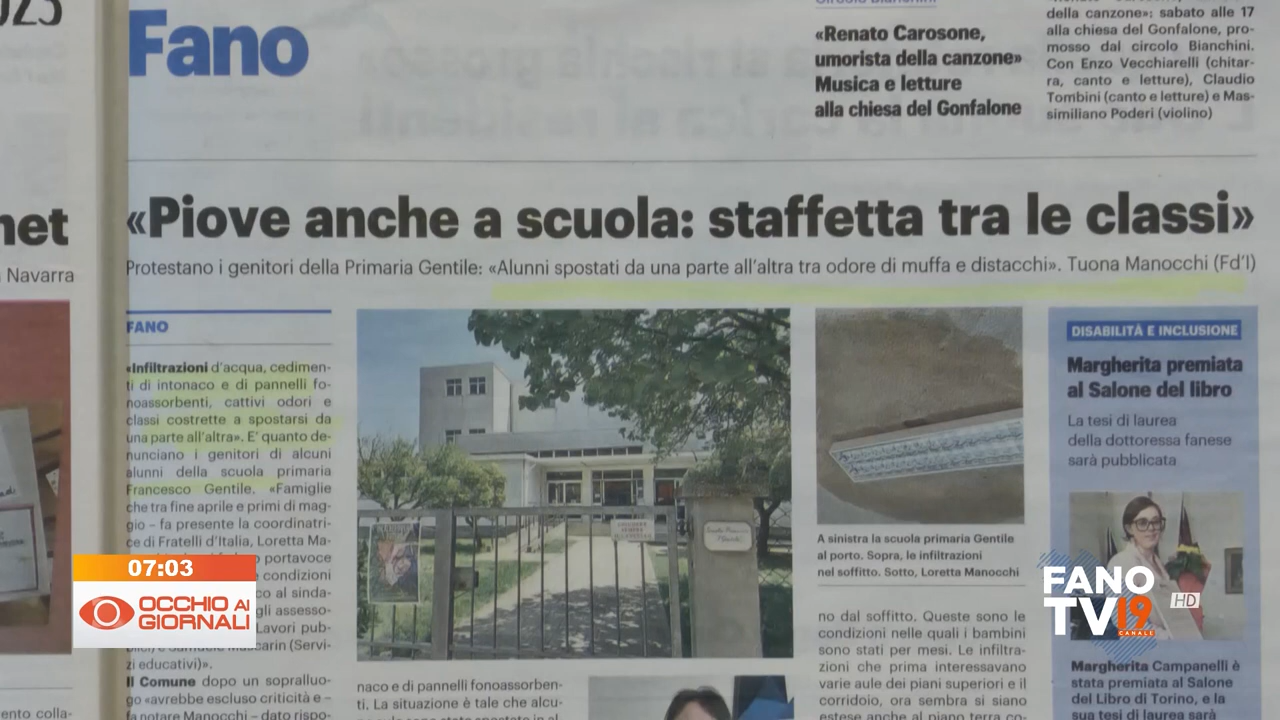 Fano
«Renato Carosone,
umorista della canzone»
Musica e letture
alla chiesa del Gonfalone
della canzone»: sabato alle 17
alla chiesa del Gonfalone, pro-
mosso dal circolo Bianchini.
Con Enzo Vecchiarelli (chitar-
ra, canto e letture), Claudio
Tombini (canto e letture) e Mas-
similiano Poderi (violino)
«Piove anche a scuola: staffetta tra le classi»
Protestano i genitori della Primaria Gentile: «Alunni spostati da una parte all'altra tra odore di muffa e distacchi». Tuona Manocchi (Fd'I)
Navarra
FANO
«Infiltrazioni d'acqua, cedimen-
ti di intonaco e di pannelli fo-
noassorbenti, cattivi odori e
classi costrette a spostarsi da
una parte all'altra». E' quanto de-
nunciano i genitori di alcuni
alunni della scuola primaria
Francesco Gentile. «Famiglie
che tra fine aprile e primi di mag-
gio – fa presente la coordinatri-
ce di Fratelli d'Italia, Loretta Ma-
portavoce
condizioni
al sinda-
gli assesso-
Lavori pub-
(Servi-
zi educativi)».
Il Comune dopo un sopralluo-
go «avrebbe escluso criticità e –
fa notare Manocchi – dato rispo-
naco e di pannelli fonoassorben-
ti. La situazione è tale che alcu-
A sinistra la scuola primaria Gentile
al porto. Sopra, le infiltrazioni
nel soffitto. Sotto, Loretta Manocchi
no dal soffitto. Queste sono le
condizioni nelle quali i bambini
sono stati per mesi. Le infiltra-
zioni che prima interessavano
varie aule dei piani superiori e il
corridoio, ora sembra si siano
estese anche al piano terra co-
DISABILITÀ E INCLUSIONE
Margherita premiata
al Salone del libro
La tesi di laurea
della dottoressa fanese
sarà pubblicata
Margherita Campanelli è
stata premiata al Salone
del Libro di Torino, e la
sua tesi di laurea sarà
07:03
OCCHIO AI
GIORNALI
FANO
TV 19
CANALE
HD